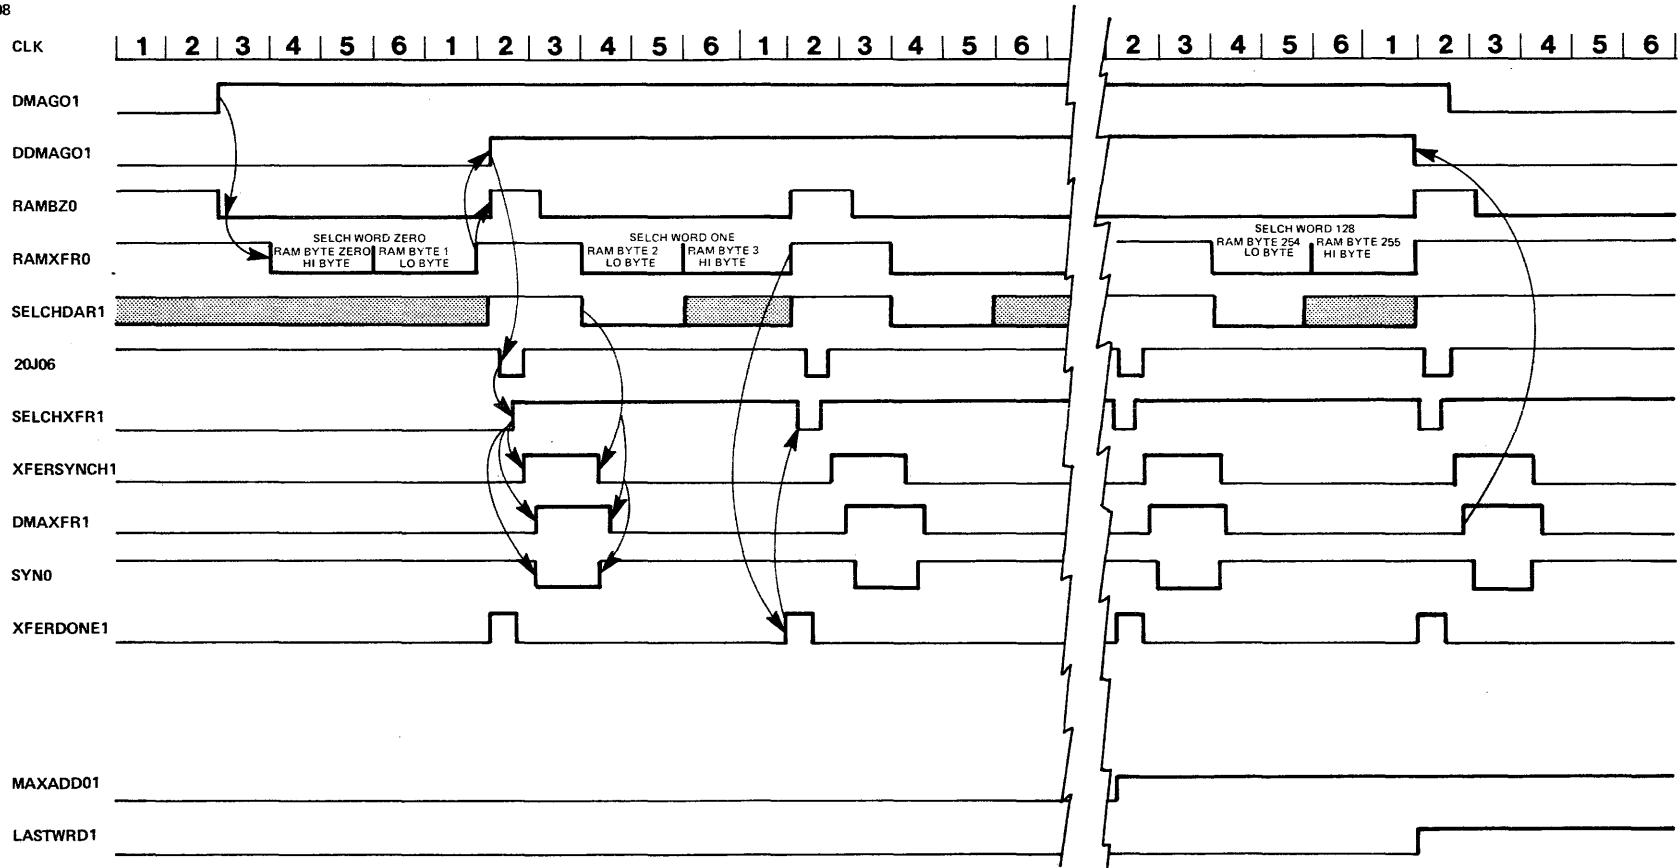 08
CLK 1 2 3 4 5 6 1 2 3 4 5 6 1 2 3 4 5 6 2 3 4 5 6 1 2 3 4 5 6
DMAGO1
DDMAGO1
RAMBZ0
SELCH WORD ZERO SELCH WORD ONE SELCH WORD 128
RAMXFR0 RAM BYTE ZERO RAM BYTE 1 RAM BYTE 2 RAM BYTE 3 RAM BYTE 254 RAM BYTE 255
HI BYTE LO BYTE LO BYTE HI BYTE LO BYTE HI BYTE
SELCHDAR1
20J06
SELCHXFR1
XFERSYNCH1
DMAXFR1
SYN0
XFERDONE1
MAXADD01
LASTWRD1